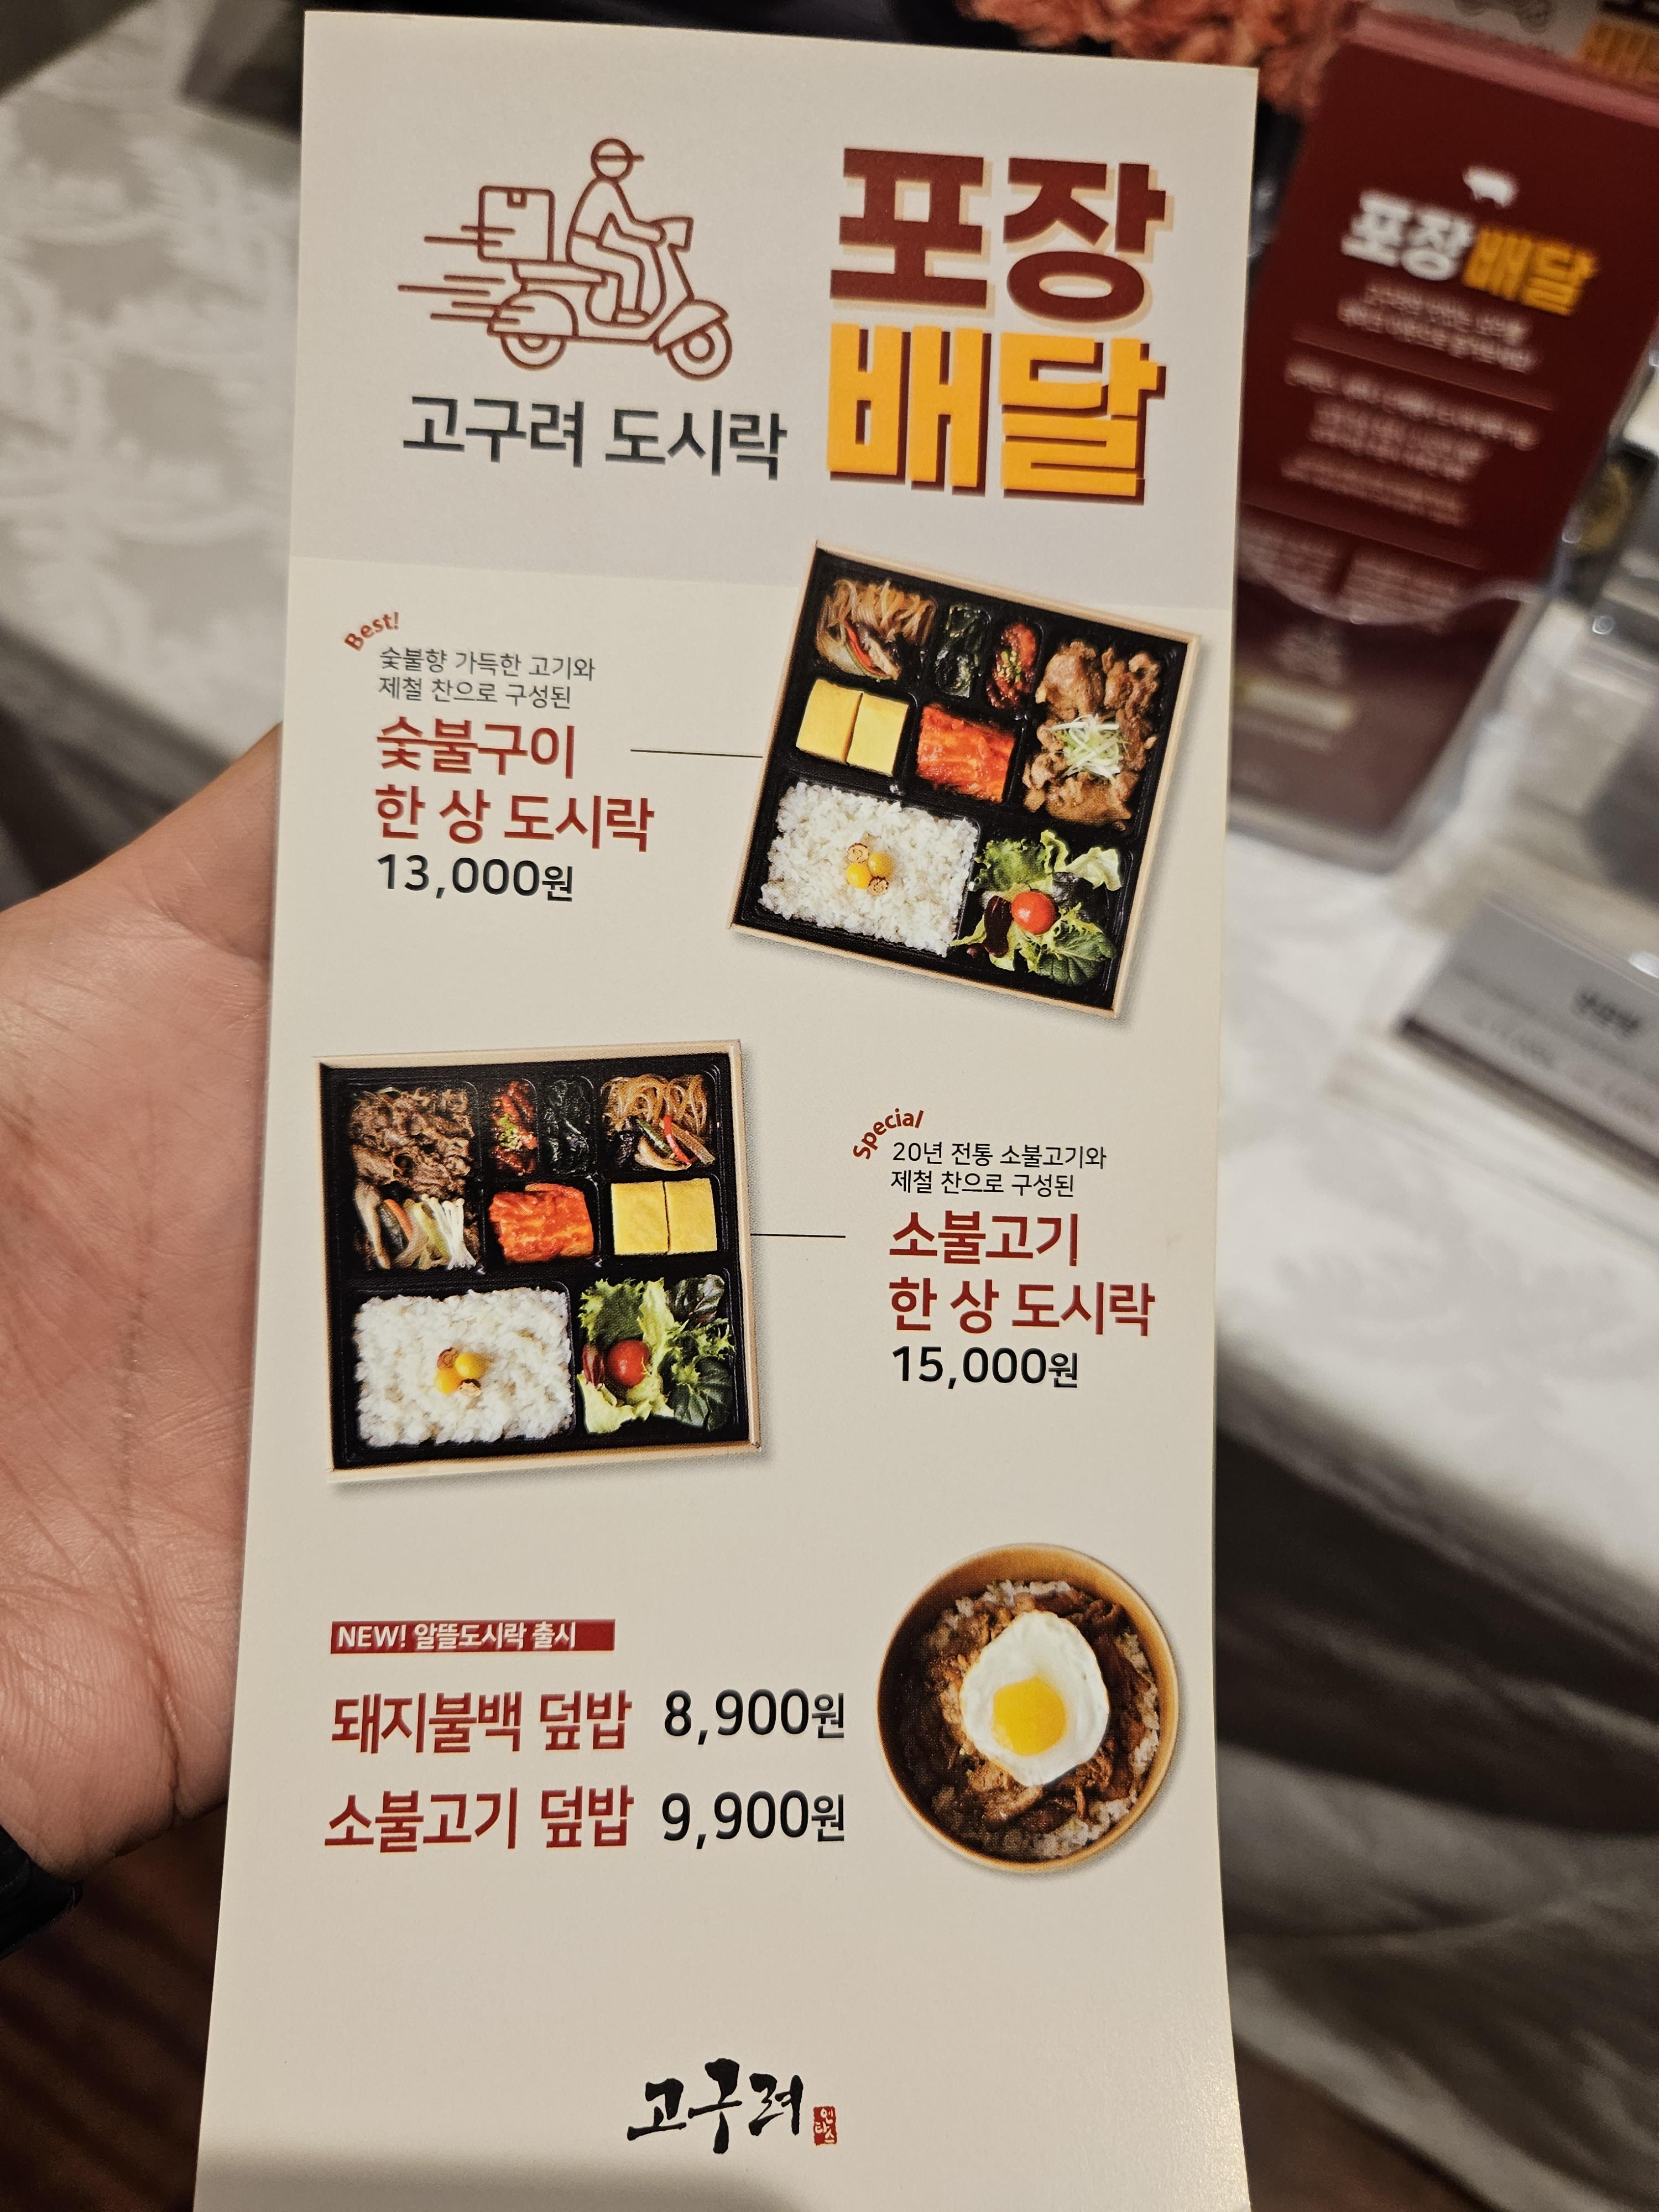 포장
배달
고구려 도시락
Best!
숯불향 가득한 고기와
제철 찬으로 구성된
숯불구이
한 상 도시락
13,000원
Special
20년 전통 소불고기와
제철 찬으로 구성된
소불고기
한 상 도시락
15,000원
NEW! 알뜰도시락 출시
돼지불백 덮밥 8,900원
소불고기 덮밥 9,900원
고구려
엔타스
포장배달